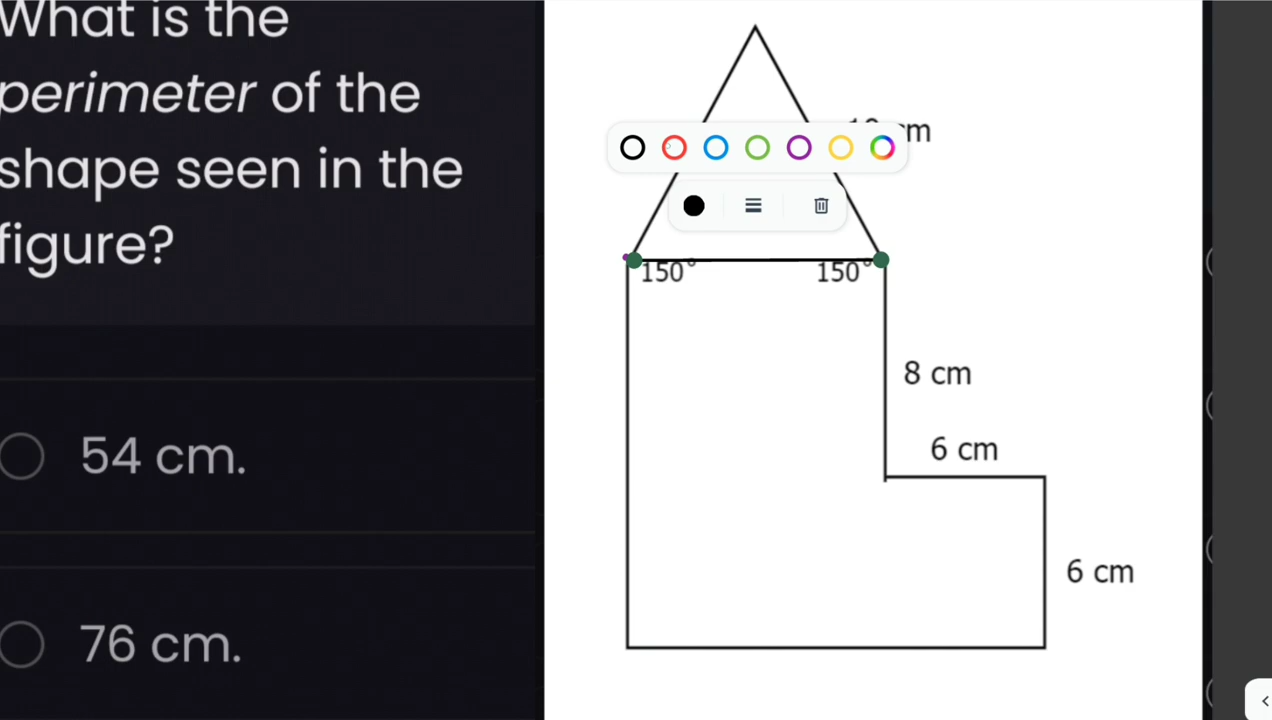 What is the
perimeter of the
shape seen in the
figure?
54 cm.
76 cm.
cm
150°
150°
8 cm
6 cm
6 cm